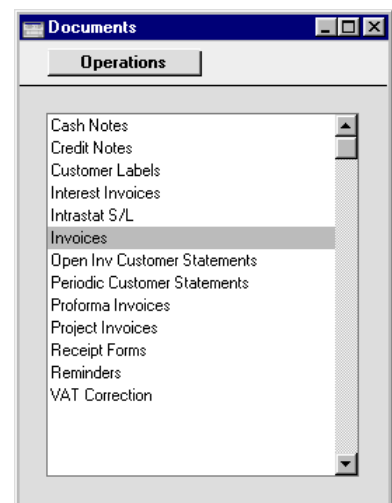 Documents
Operations
Cash Notes
Credit Notes
Customer Labels
Interest Invoices
Intrastat S/L
Invoices
Open Inv Customer Statements
Periodic Customer Statements
Proforma Invoices
Project Invoices
Receipt Forms
Reminders
VAT Correction